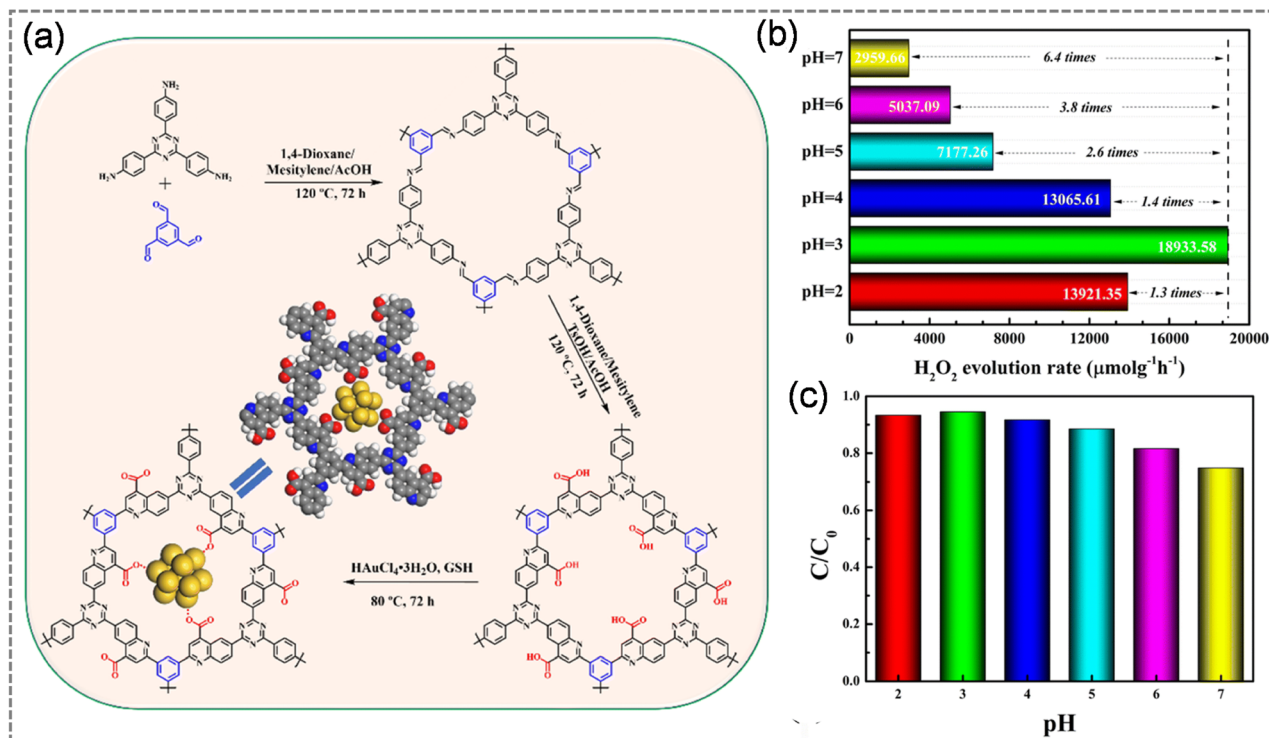 (a)
NH₂
H₂N
NH₂
+
1,4-Dioxane/
Mesitylene/AcOH
120 °C, 72 h
1,4-Dioxane/Mesitylene
TsOH/AcOH
120 °C, 72 h
HAuCl₄•3H₂O, GSH
80 °C, 72 h
(b)
pH=7
2959.66
6.4 times
pH=6
5037.09
3.8 times
pH=5
7177.26
2.6 times
pH=4
13065.61
1.4 times
pH=3
18933.58
pH=2
13921.35
1.3 times
0 4000 8000 12000 16000 20000
H₂O₂ evolution rate (μmolg⁻¹h⁻¹)
(c)
1.0
0.8
0.6
0.4
0.2
0.0
C/C₀
2 3 4 5 6 7
pH